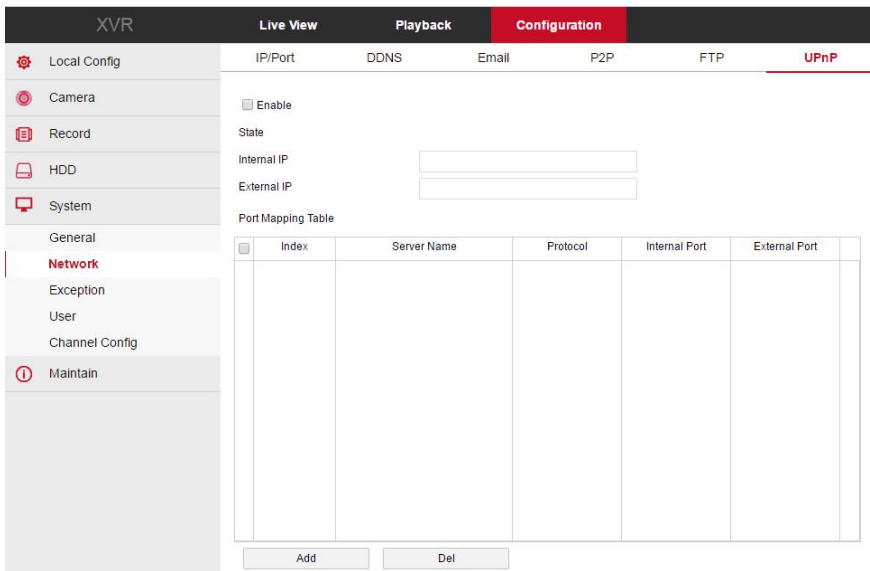 XVR Live View Playback Configuration
Local Config
Camera
Record
HDD
System
General
Network
Exception
User
Channel Config
Maintain
IP/Port DDNS Email P2P FTP UPnP
Enable
State
Internal IP
External IP
Port Mapping Table
Index Server Name Protocol Internal Port External Port
Add Del